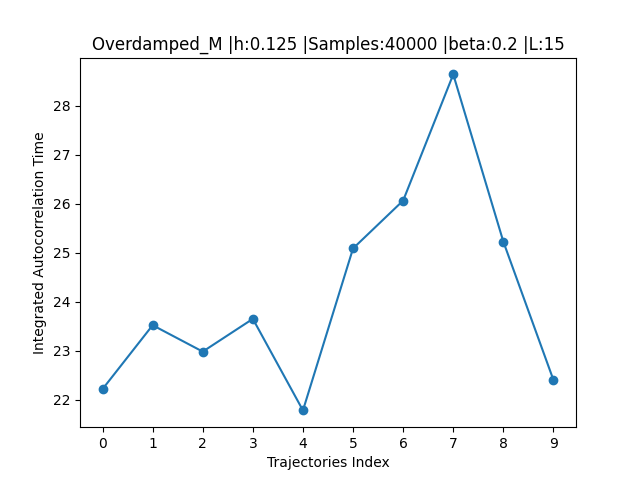 Overdamped_M |h:0.125 |Samples:40000 |beta:0.2 |L:15
Integrated Autocorrelation Time
28
27
26
25
24
23
22
0 1 2 3 4 5 6 7 8 9
Trajectories Index